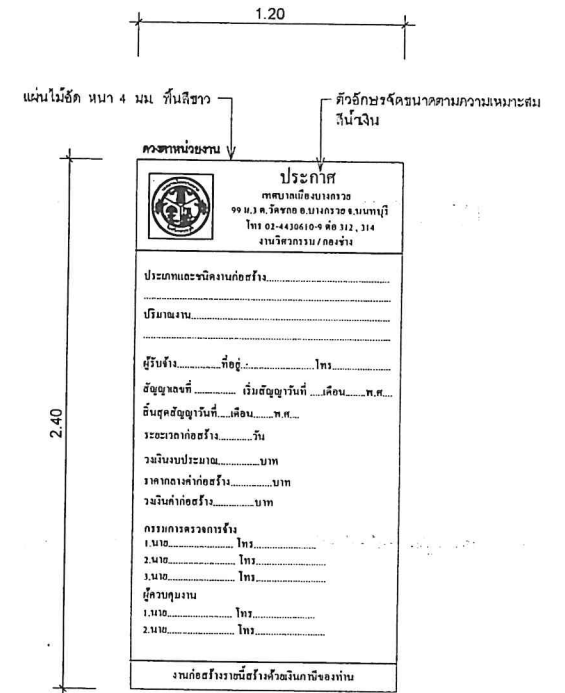 1.20
แผ่นไม้อัด หนา 4 มม. พื้นสีขาว
ตัวอักษรจัดขนาดตามความเหมาะสม
สีน้ำเงิน
ดวงตาหน่วยงาน
ประกาศ
เทศบาลเมืองบางกรวย
99 ม.3 ต.วัดชลอ อ.บางกรวย จ.นนทบุรี
โทร 02-4430610-9 ต่อ 312 , 314
งานวิศวกรรม / กองช่าง
2.40
ประเภทและชนิดงานก่อสร้าง..............................
ปริมาณงาน..................................................
ผู้รับจ้าง...............ที่อยู่.........................โทร..................
สัญญาเลขที่ .............. เริ่มสัญญาวันที่ .....เดือน.........พ.ศ....
สิ้นสุดสัญญาวันที่.....เดือน.......พ.ศ....
ระยะเวลาก่อสร้าง............วัน
วงเงินงบประมาณ..............บาท
ราคากลางค่าก่อสร้าง..............บาท
วงเงินค่าก่อสร้าง..............บาท
กรรมการตรวจการจ้าง
1.นาย...................... โทร.....................
2.นาย...................... โทร.....................
3.นาย...................... โทร.....................
ผู้ควบคุมงาน
1.นาย...................... โทร.....................
2.นาย...................... โทร.....................
งานก่อสร้างรายนี้สร้างด้วยเงินภาษีของท่าน